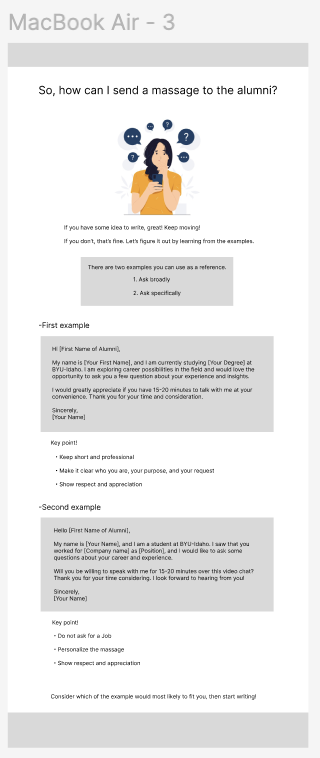 MacBook Air - 3
So, how can I send a massage to the alumni?
If you have some idea to write, great! Keep moving!
If you don't, that's fine. Let's figure it out by learning from the examples.
There are two examples you can use as a reference.
1. Ask broadly
2. Ask specifically
-First example
Hi [First Name of Alumni],
My name is [Your First Name], and I am currently studying [Your Degree] at
BYU-Idaho. I am exploring career possibilities in the field and would love the
opportunity to ask you a few question about your experience and insights.
I would greatly appreciate if you have 15-20 minutes to talk with me at your
convenience. Thank you for your time and consideration.
Sincerely,
[Your Name]
Key point!
• Keep short and professional
• Make it clear who you are, your purpose, and your request
• Show respect and appreciation
-Second example
Hello [First Name of Alumni],
My name is [Your Name], and I am a student at BYU-Idaho. I saw that you
worked for [Company name] as [Position], and I would like to ask some
questions about your career and experience.
Will you be willing to speak with me for 15-20 minutes over this video chat?
Thank you for your time considering. I look forward to hearing from you!
Sincerely,
[Your Name]
Key point!
• Do not ask for a Job
• Personalize the massage
• Show respect and appreciation
Consider which of the example would most likely to fit you, then start writing!